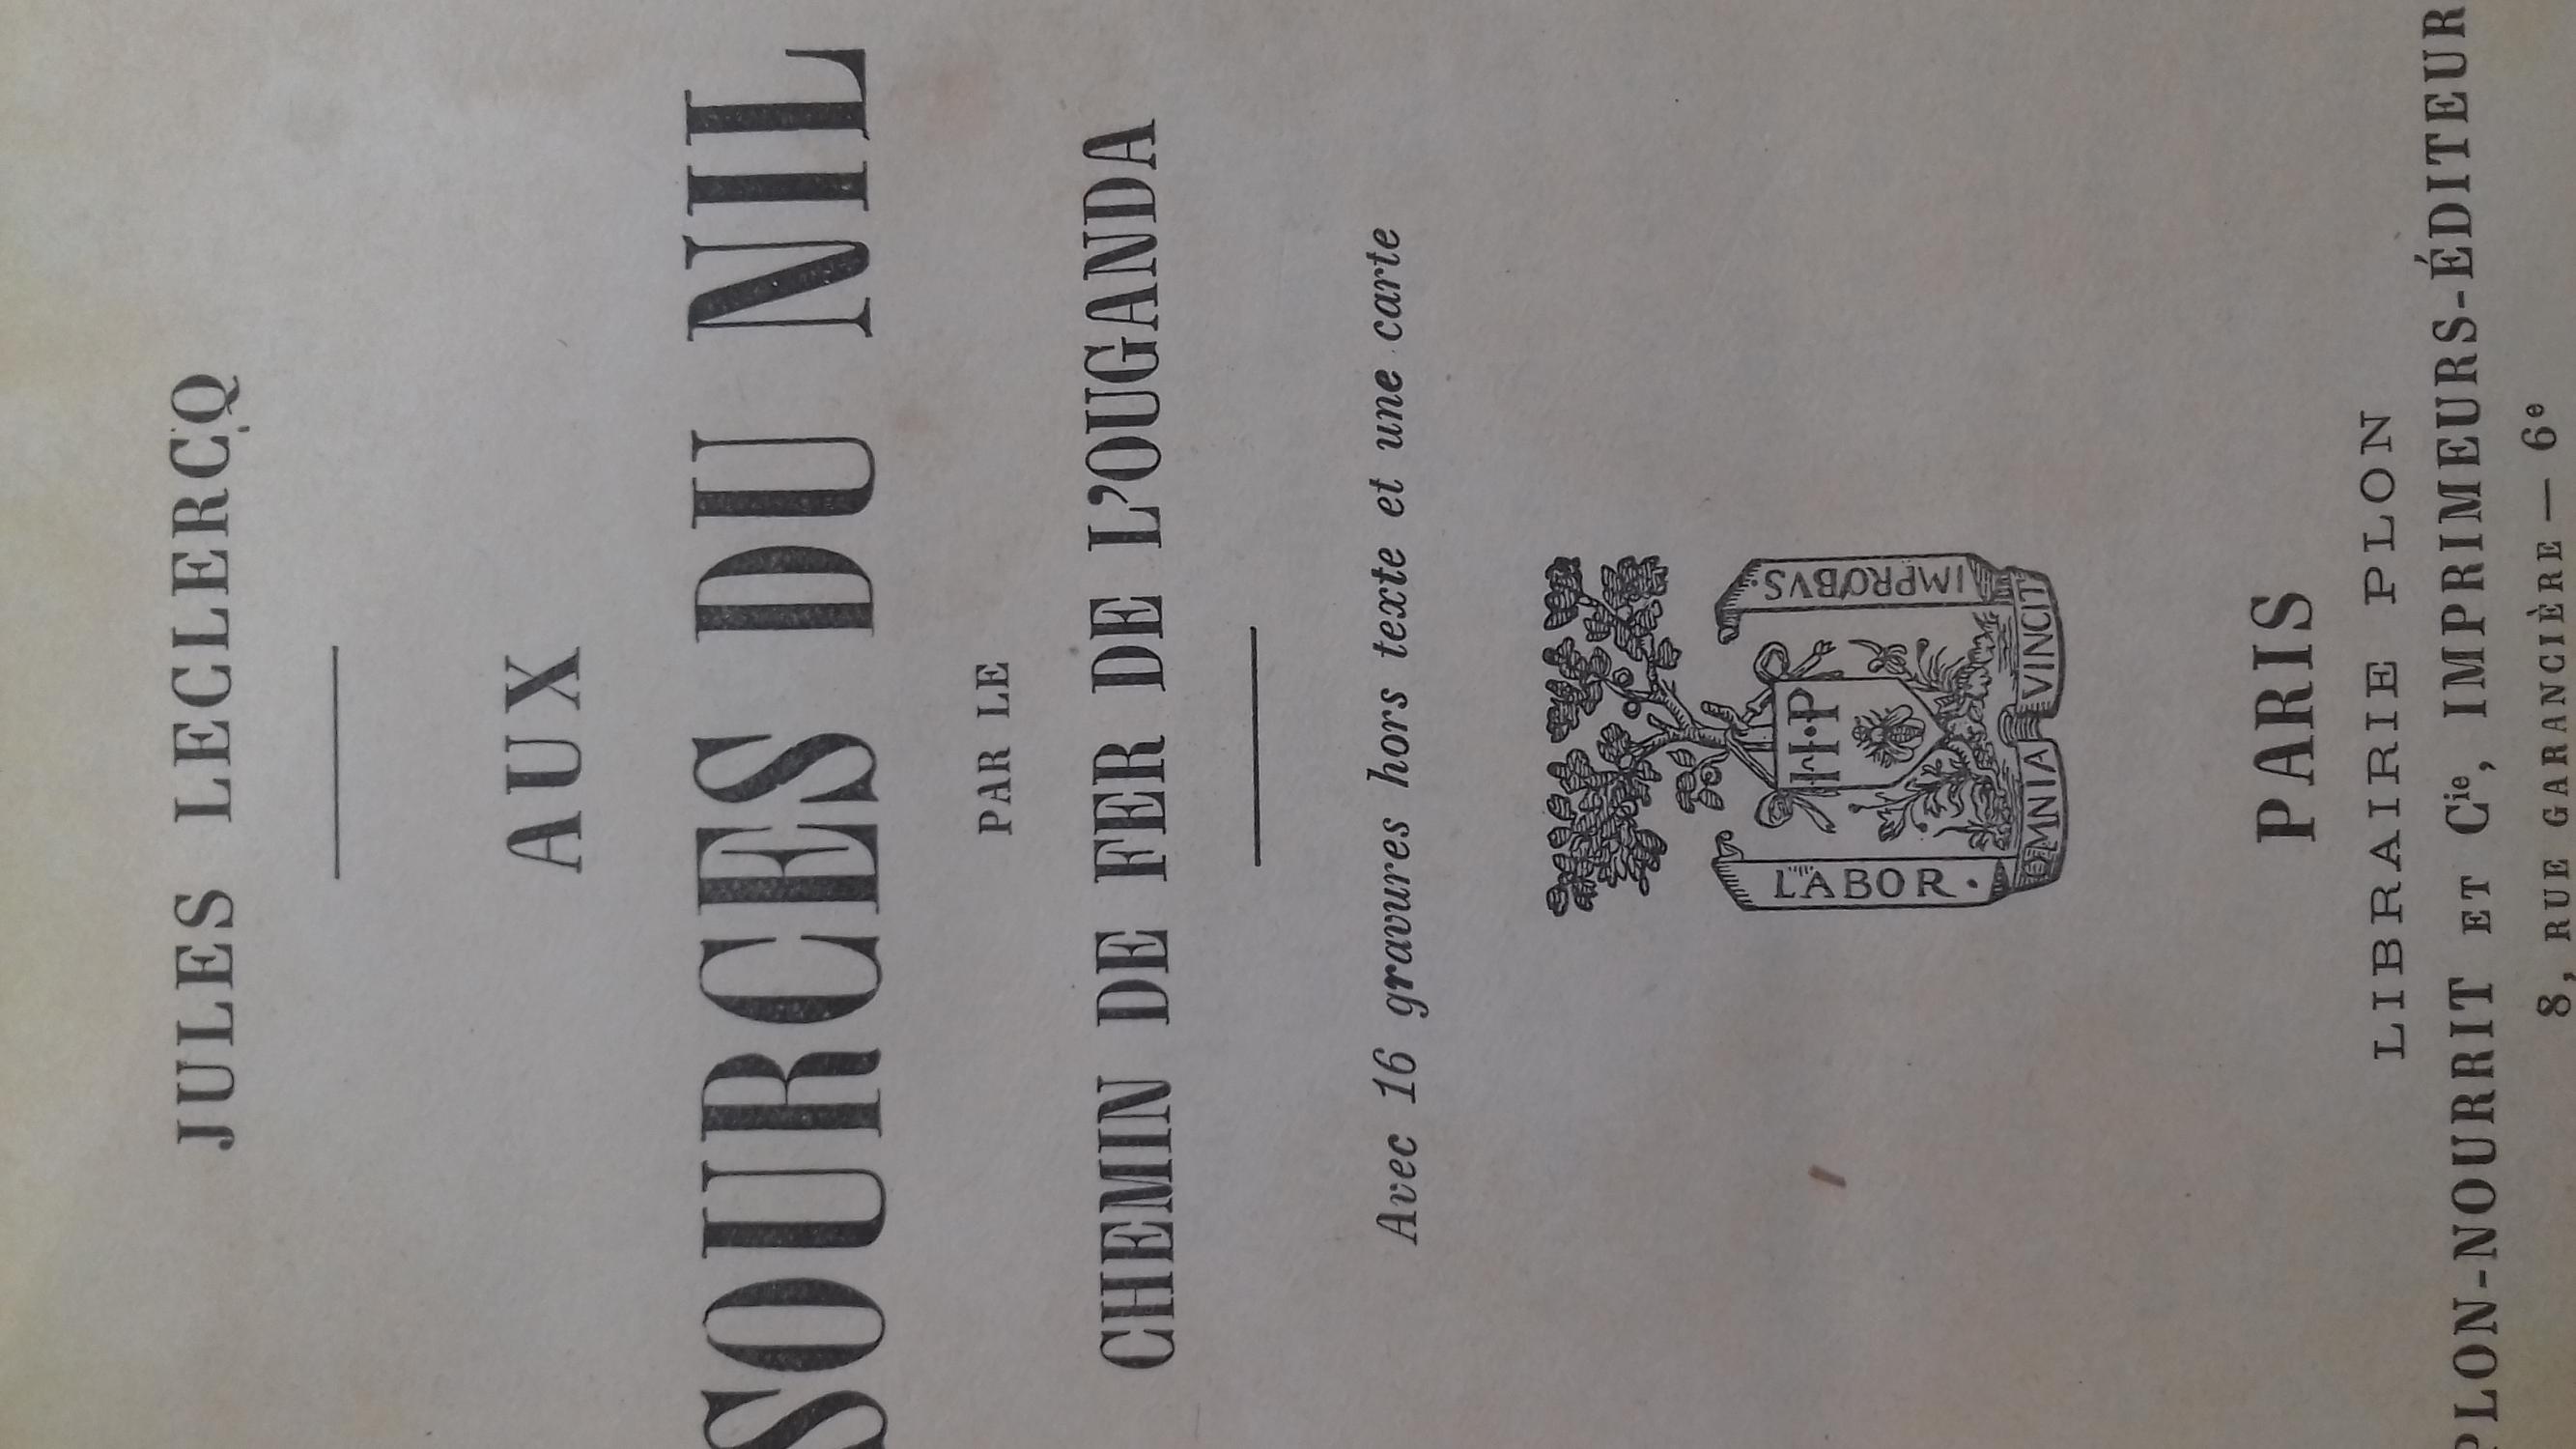 JULES LECLERCQ
AUX
SOURCES DU NIL
PAR LE
CHEMIN DE FER DE L'OUGANDA
Avec 16 gravures hors texte et une carte
H·P
LABOR·
OMNIA VINCIT
IMPROBVS·
PARIS
LIBRAIRIE PLON
PLON-NOURRIT ET Cie, IMPRIMEURS-ÉDITEUR
8, RUE GARANCIÈRE — 6e